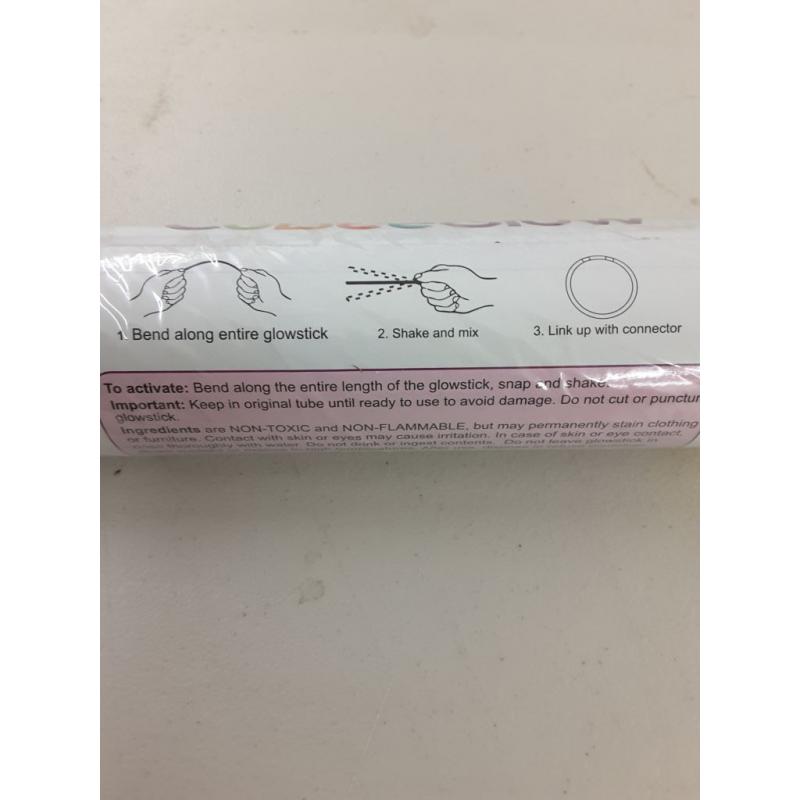 1. Bend along entire glowstick
2. Shake and mix
3. Link up with connector
To activate: Bend along the entire length of the glowstick, snap and shake.
Important: Keep in original tube until ready to use to avoid damage. Do not cut or punctur
glowstick.
Ingredients are NON-TOXIC and NON-FLAMMABLE, but may permanently stain clothing
or furniture. Contact with skin or eyes may cause irritation. In case of skin or eye contact,
thoroughly with water. Do not drink or ingest contents. Do not leave glowstick in